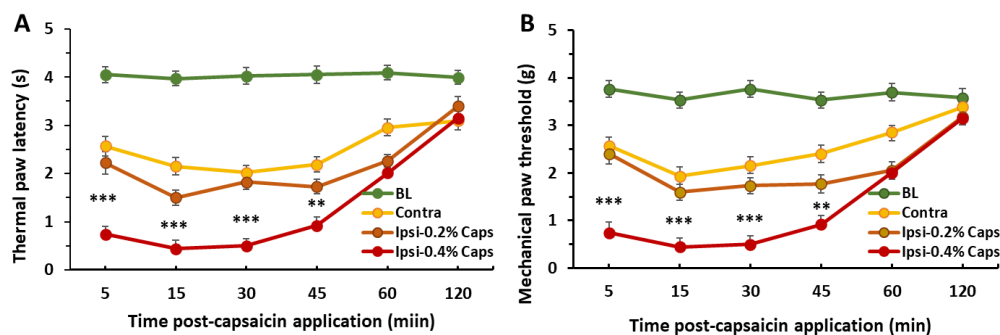 A
Thermal paw latency (s)
5
4
3
2
1
0
***
***
***
**
BL
Contra
Ipsi-0.2% Caps
Ipsi-0.4% Caps
5 15 30 45 60 120
Time post-capsaicin application (miin)
B
Mechanical paw threshold (g)
5
4
3
2
1
0
***
***
***
**
BL
Contra
Ipsi-0.2% Caps
Ipsi-0.4% Caps
5 15 30 45 60 120
Time post-capsaicin application (min)